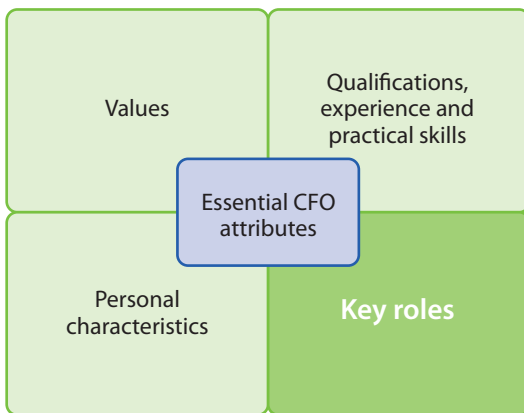 Values
Qualifications,
experience and
practical skills
Essential CFO
attributes
Personal
characteristics
Key roles